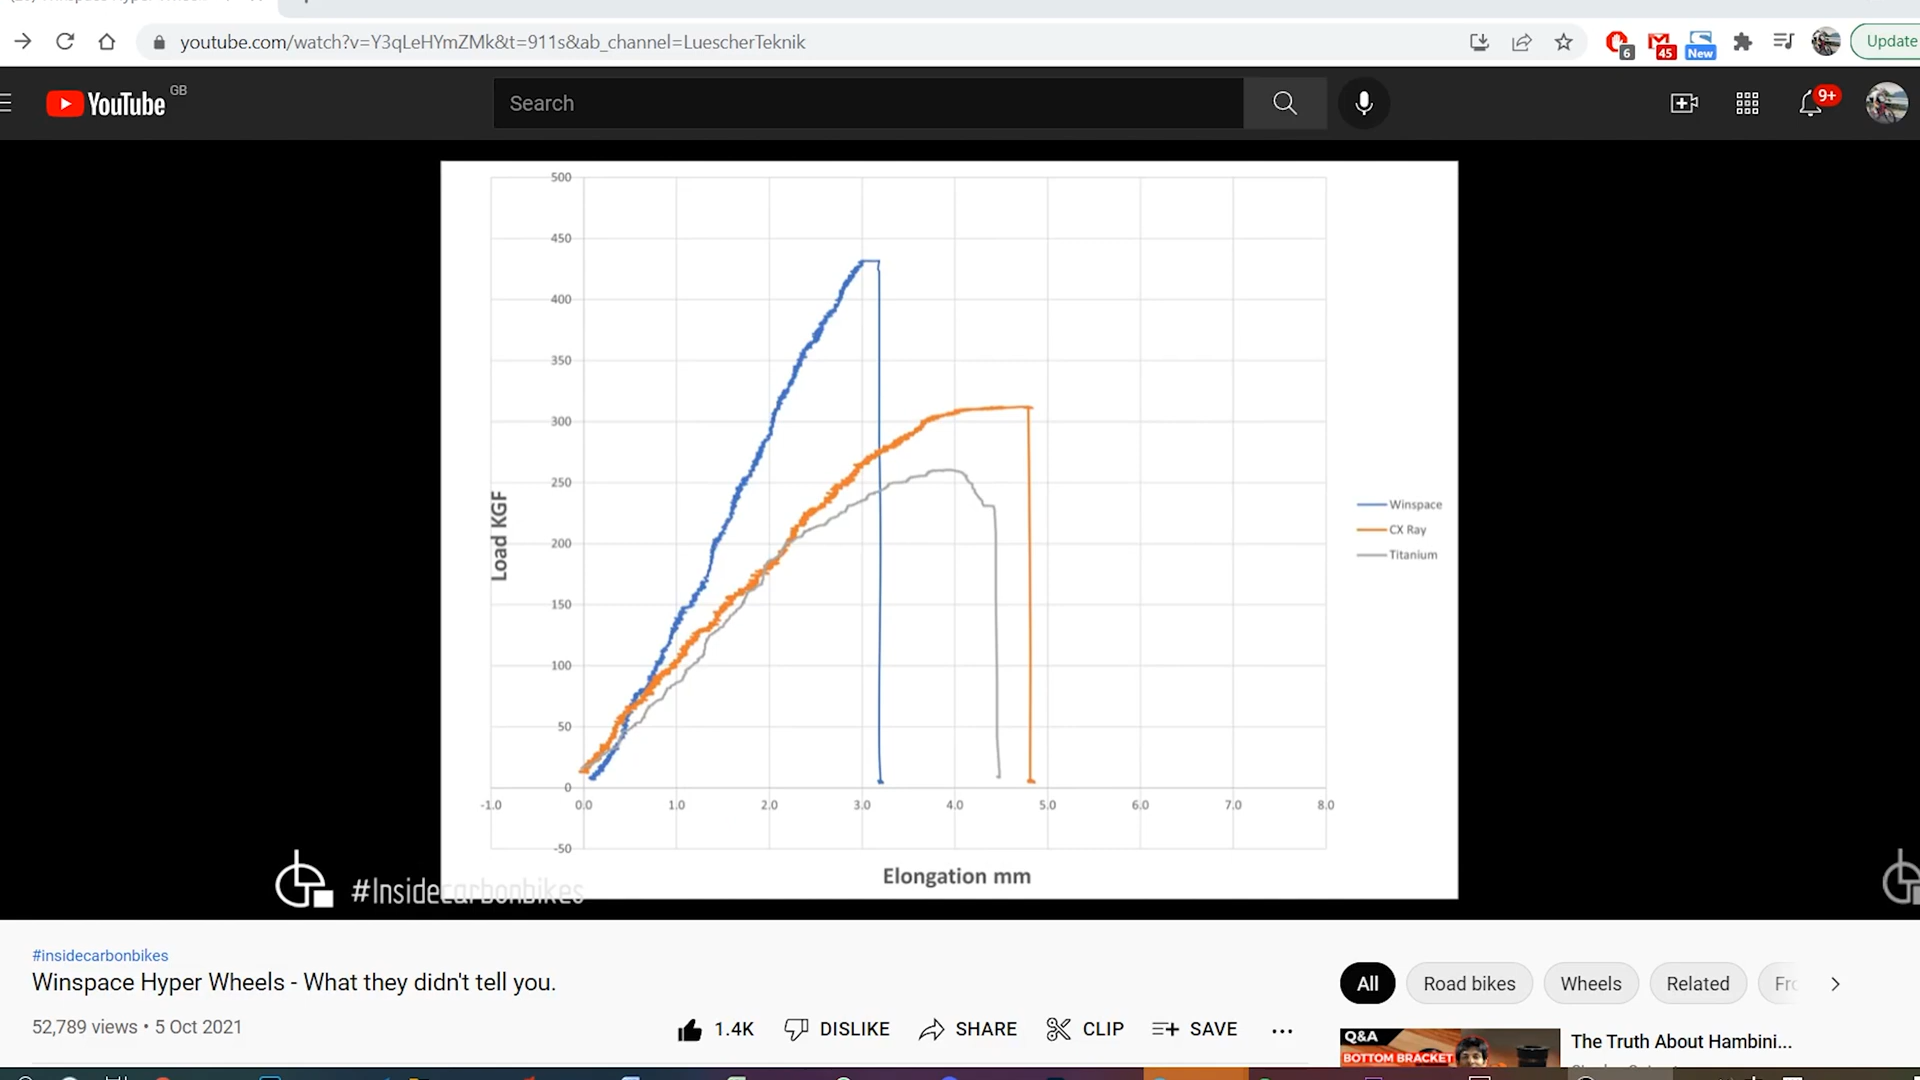 youtube.com/watch?v=Y3qLeHYmZMk&t=911s&ab_channel=LuescherTeknik
6
45
New
Update
YouTube
GB
Search
9+
500
450
400
350
300
250
200
150
100
50
0
-50
Load KGF
-1.0 0.0 1.0 2.0 3.0 4.0 5.0 6.0 7.0 8.0
Elongation mm
Winspace
CX Ray
Titanium
#Insidecarbonbikes
#insidecarbonbikes
Winspace Hyper Wheels - What they didn't tell you.
52,789 views • 5 Oct 2021
1.4K DISLIKE SHARE CLIP SAVE ...
All Road bikes Wheels Related
Q&A
BOTTOM BRACKET
The Truth About Hambini...